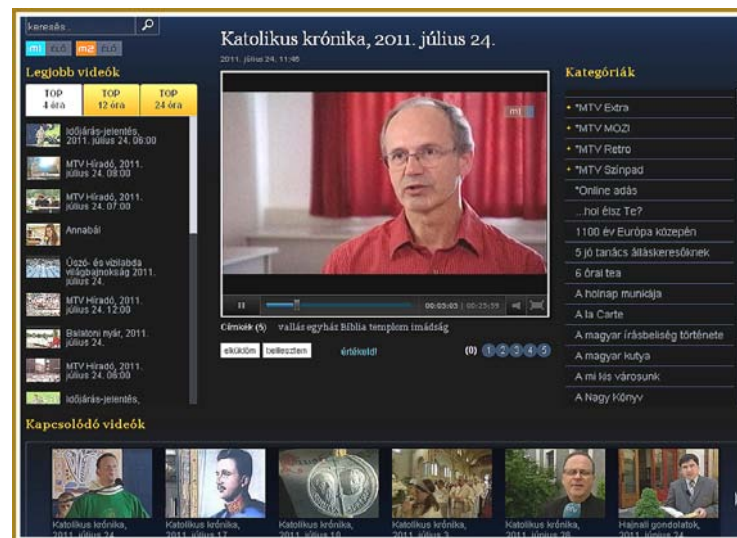 keresés...
m1 ÉLŐ m2 ÉLŐ
Legjobb videók
TOP
4 óra
TOP
12 óra
TOP
24 óra
Időjárás-jelentés,
2011. július 24. 06:00
MTV Híradó, 2011.
július 24. 08:00
MTV Híradó, 2011.
július 24. 07:00
Annabál
Úszó- és vízilabda
világbajnokság 2011.
július 24.
MTV Híradó, 2011.
július 24. 12:00
Balatoni nyár, 2011.
július 24.
MTV Híradó, 2011.
július 24. 06:00
Időjárás-jelentés,
Katolikus krónika, 2011. július 24.
2011. július 24. 11:46
m1
00:05:05 | 00:25:59
Címkék (5) vallás egyház Biblia templom imádság
elküldöm beillesztem értékeld! (0) 1 2 3 4 5
Kategóriák
*MTV Extra
*MTV MOZI
*MTV Retro
*MTV Színpad
*Online adás
...hol élsz Te?
1100 év Európa közepén
5 jó tanács álláskeresőknek
6 órai tea
A holnap munkája
A la Carte
A magyar írásbeliség története
A magyar kutya
A mi kis városunk
A Nagy Könyv
Kapcsolódó videók
Katolikus krónika,
2011. július 24.
Katolikus krónika,
2011. július 17.
Katolikus krónika,
2011. július 10.
Katolikus krónika,
2011. július 3.
Katolikus krónika,
2011. június 26.
Hajnali gondolatok,
2011. június 24.